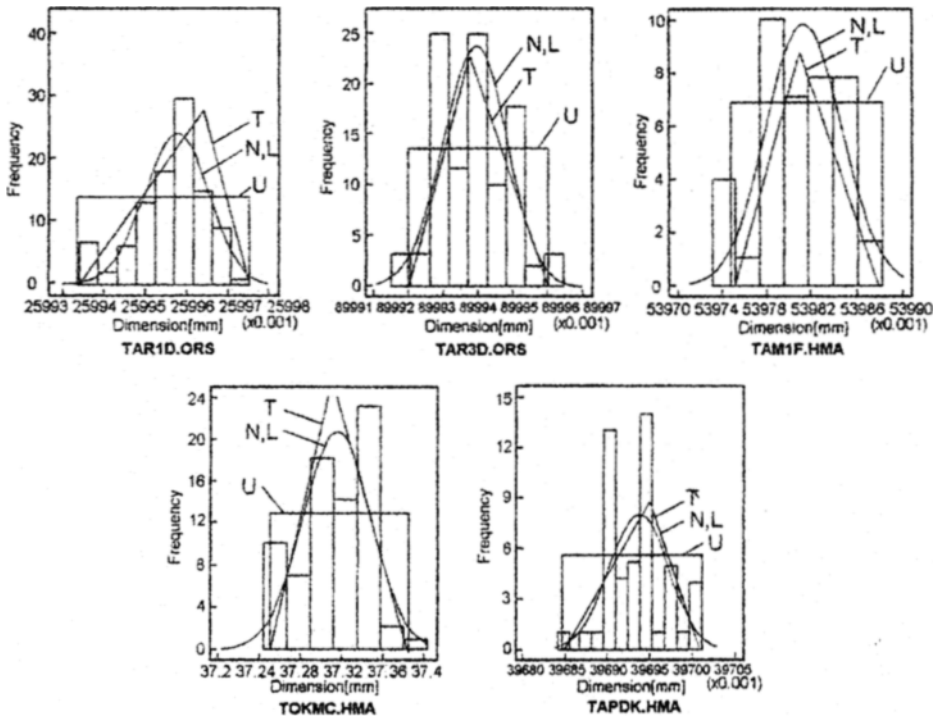 40
30
20
10
0
Frequency
T
N,L
U
25993 25994 25995 25996 25997 25998
Dimension[mm] (x0.001)
TAR1D.ORS
25
20
15
10
5
0
Frequency
N,L
T
U
89991 89992 89983 89994 89995 89996 89997
Dimension[mm] (x0.001)
TAR3D.ORS
10
8
6
4
2
0
Frequency
N,L
T
U
53970 53974 53978 53982 53986 53990
Dimension[mm] (x0.001)
TAM1F.HMA
24
20
16
12
8
4
0
Frequency
T
N,L
U
37.2 37.24 37.28 37.32 37.36 37.4
Dimension[mm]
TOKMC.HMA
15
12
9
6
3
0
Frequency
T
N,L
U
39680 39685 39690 39695 39700 39705
Dimension[mm] (x0.001)
TAPDK.HMA